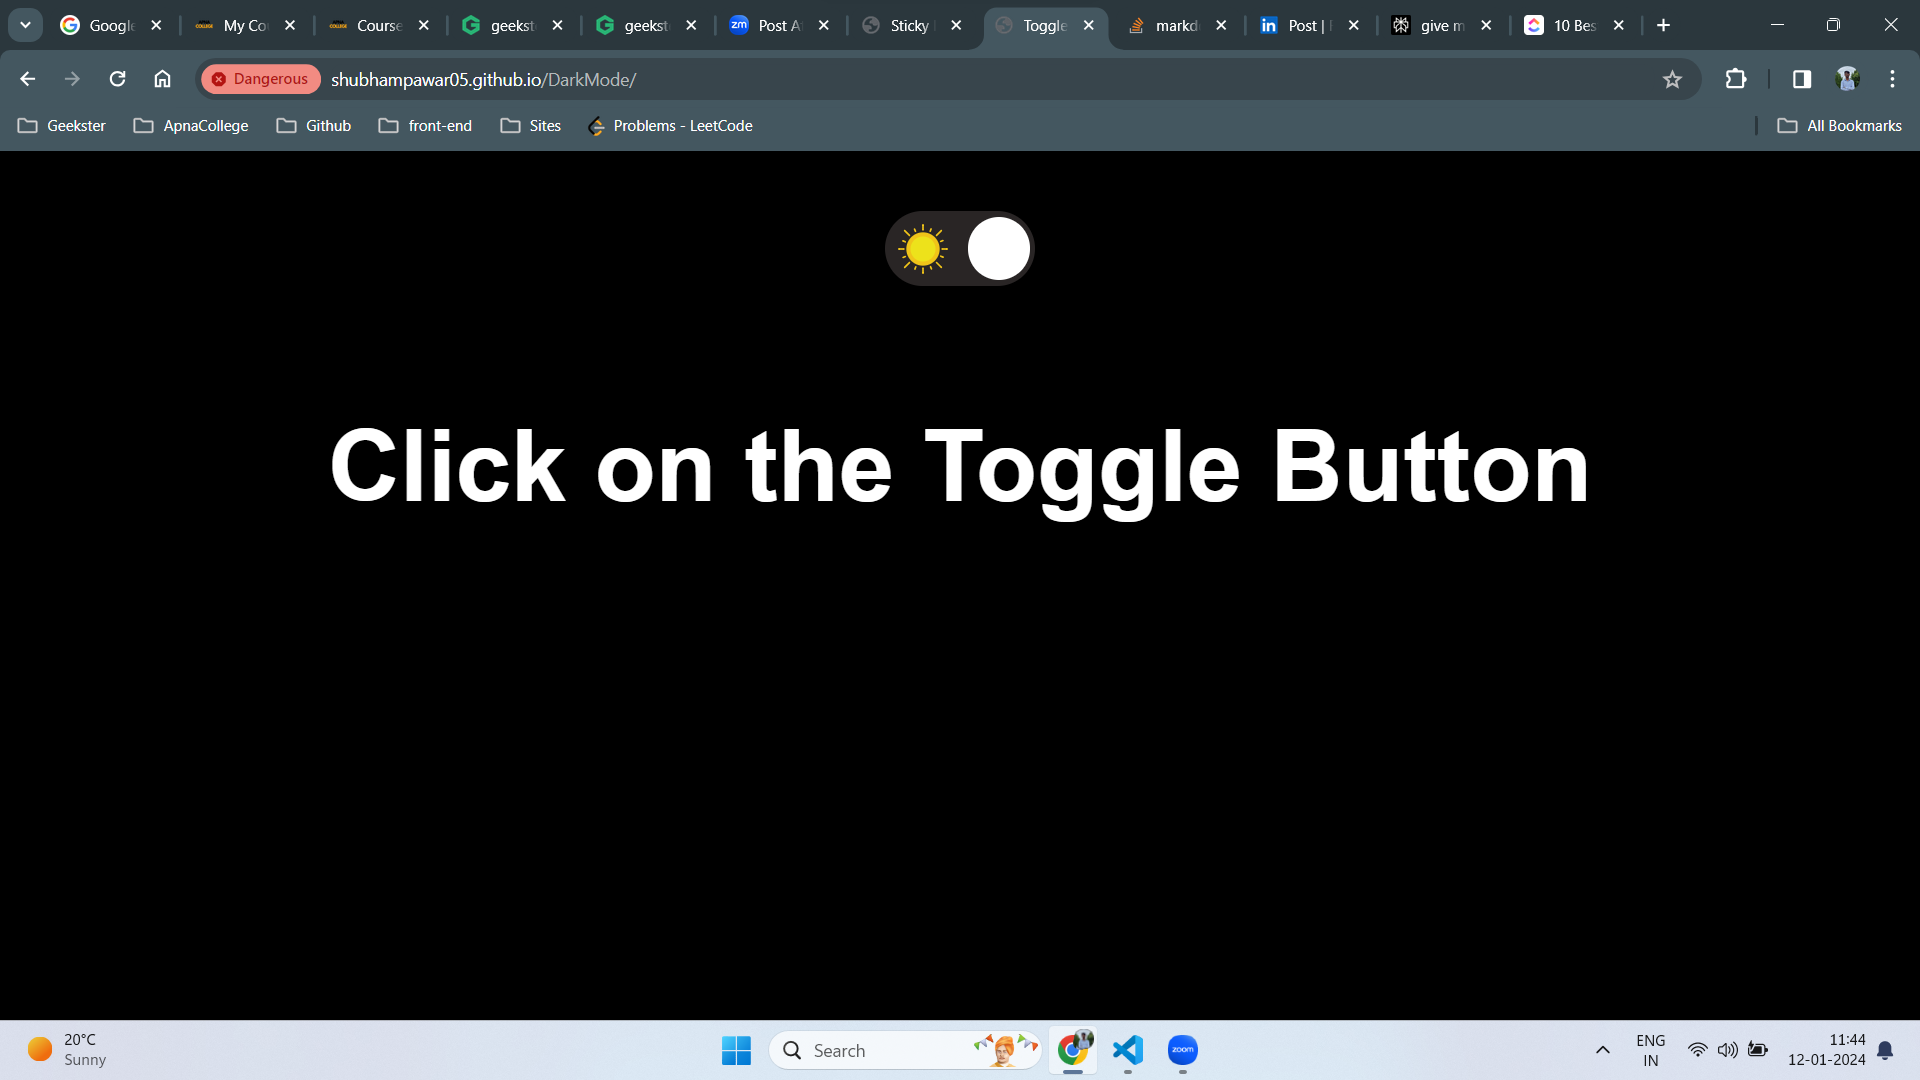 Google
My Co
Course
geekst
geekst
Post A
Sticky
Toggle
markd
Post |
give m
10 Bes
Dangerous
shubhampawar05.github.io/DarkMode/
Geekster
ApnaCollege
Github
front-end
Sites
Problems - LeetCode
All Bookmarks
Click on the Toggle Button
20°C
Sunny
Search
zoom
ENG
IN
11:44
12-01-2024